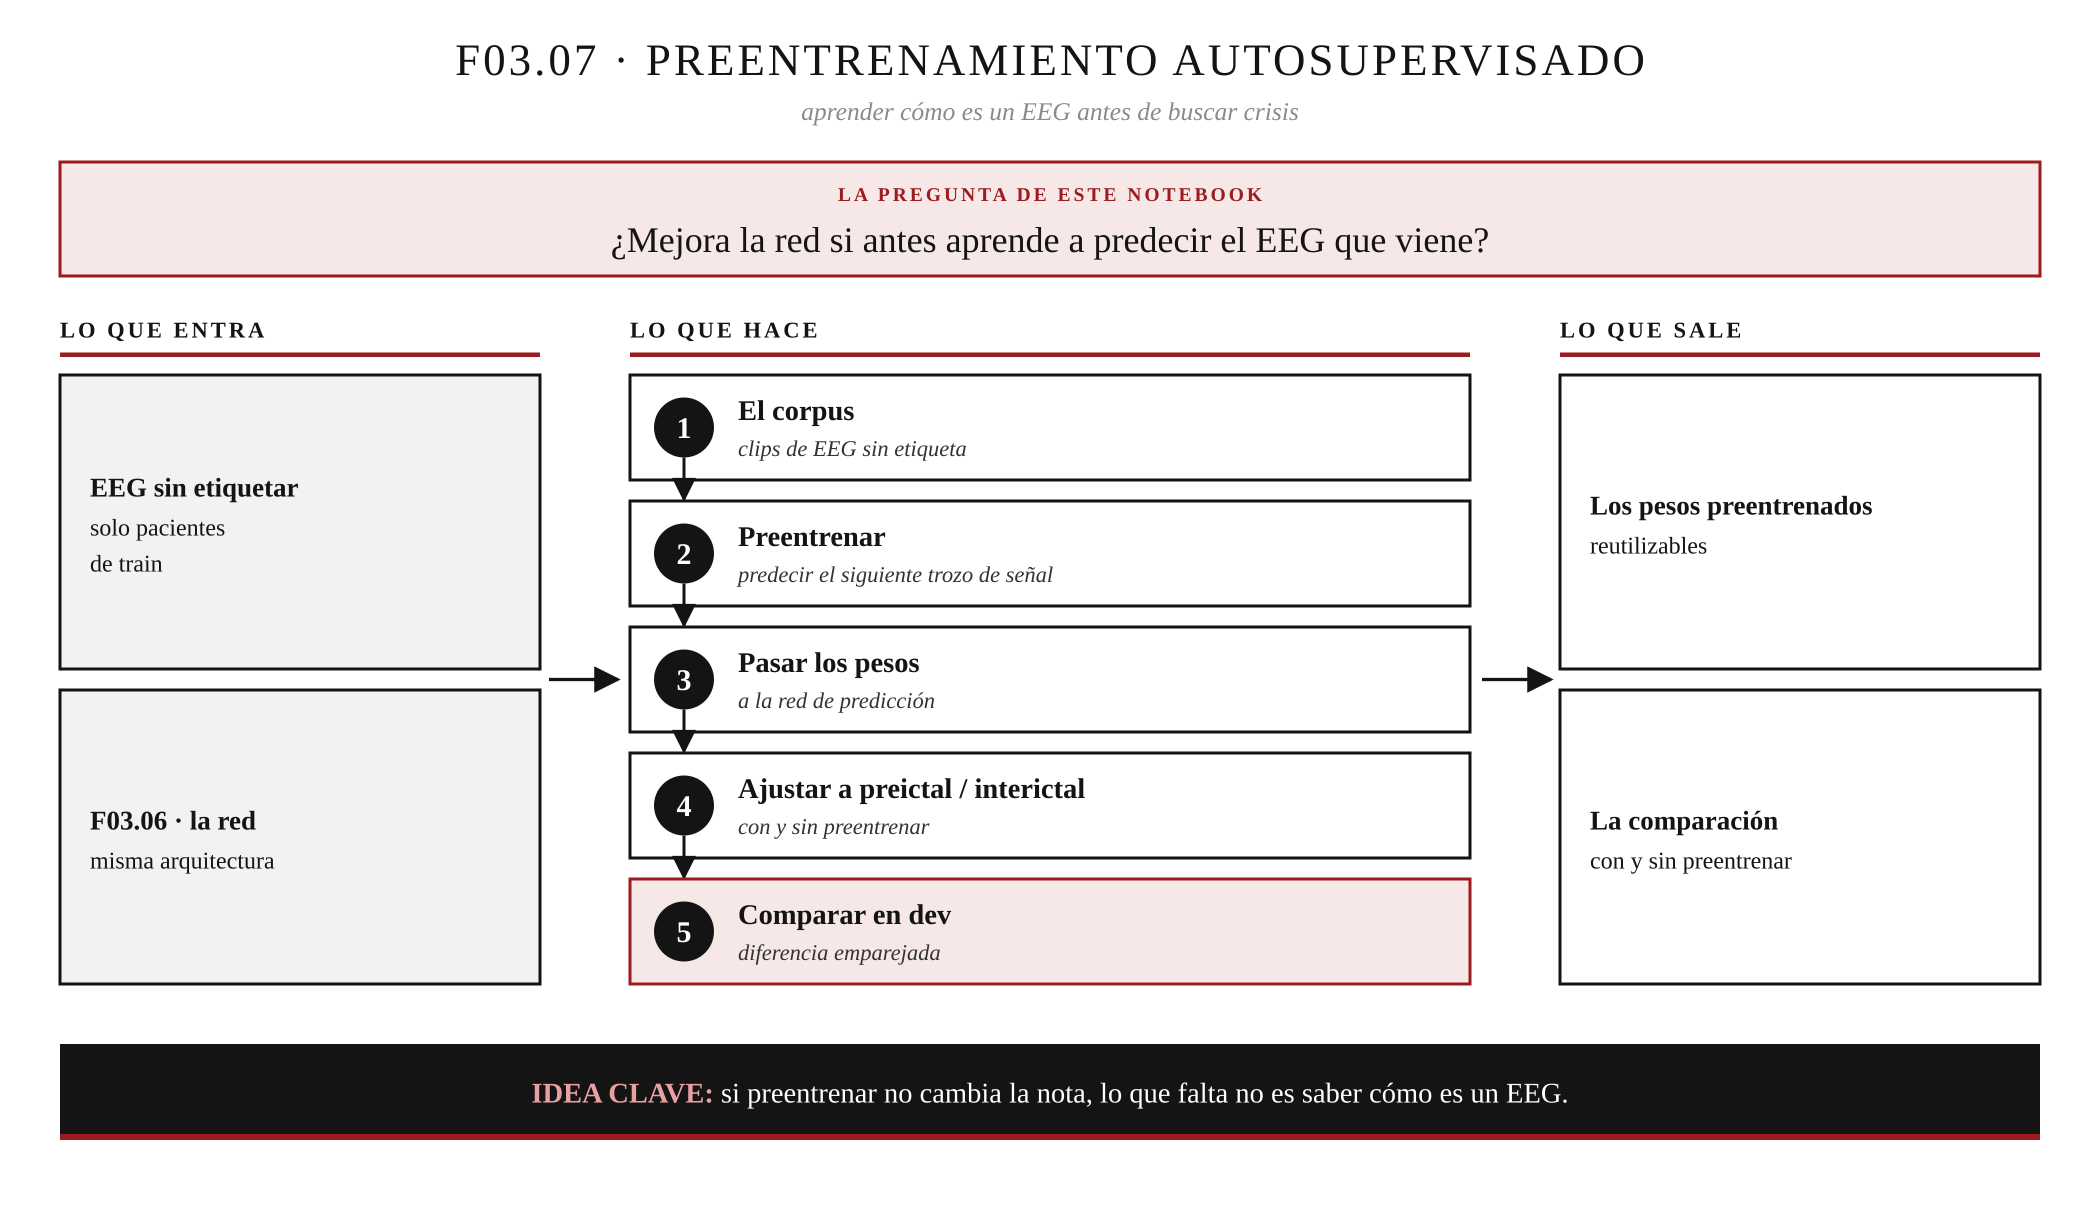 F03.07 · PREENTRENAMIENTO AUTOSUPERVISADO
aprender cómo es un EEG antes de buscar crisis
LA PREGUNTA DE ESTE NOTEBOOK
¿Mejora la red si antes aprende a predecir el EEG que viene?
LO QUE ENTRA
EEG sin etiquetar
solo pacientes
de train
F03.06 · la red
misma arquitectura
LO QUE HACE
1
El corpus
clips de EEG sin etiqueta
2
Preentrenar
predecir el siguiente trozo de señal
3
Pasar los pesos
a la red de predicción
4
Ajustar a preictal / interictal
con y sin preentrenar
5
Comparar en dev
diferencia emparejada
LO QUE SALE
Los pesos preentrenados
reutilizables
La comparación
con y sin preentrenar
IDEA CLAVE: si preentrenar no cambia la nota, lo que falta no es saber cómo es un EEG.